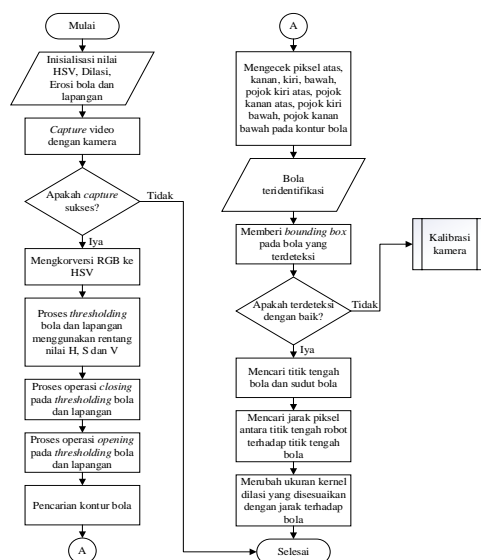 Mulai
Inisialisasi nilai
HSV, Dilasi,
Erosi bola dan
lapangan
Capture video
dengan kamera
Apakah capture
sukses?
Tidak
Iya
Mengkorversi RGB ke
HSV
Proses thresholding
bola dan lapangan
menggunakan rentang
nilai H, S dan V
Proses operasi closing
pada thresholding bola
dan lapangan
Proses operasi opening
pada thresholding bola
dan lapangan
Pencarian kontur bola
A
A
Mengecek piksel atas,
kanan, kiri, bawah,
pojok kiri atas, pojok
kanan atas, pojok kiri
bawah, pojok kanan
bawah pada kontur bola
Bola
teridentifikasi
Memberi bounding box
pada bola yang
terdeteksi
Apakah terdeteksi
dengan baik?
Tidak
Kalibrasi
kamera
Iya
Mencari titik tengah
bola dan sudut bola
Mencari jarak piksel
antara titik tengah robot
terhadap titik tengah
bola
Merubah ukuran kernel
dilasi yang disesuaikan
dengan jarak terhadap
bola
Selesai